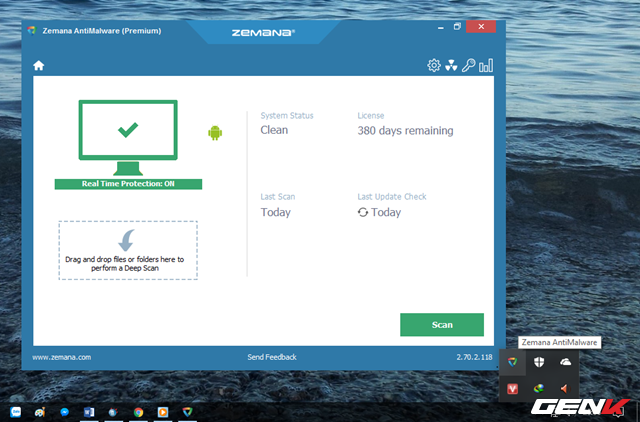 Zemana AntiMalware (Premium)
ZEMANA®
System Status
License
Clean
380 days remaining
Real Time Protection: ON
Last Scan
Last Update Check
Today
Today
Drag and drop files or folders here to
perform a Deep Scan
Scan
www.zemana.com
Send Feedback
2.70.2.118
Zemana AntiMalware
GENK